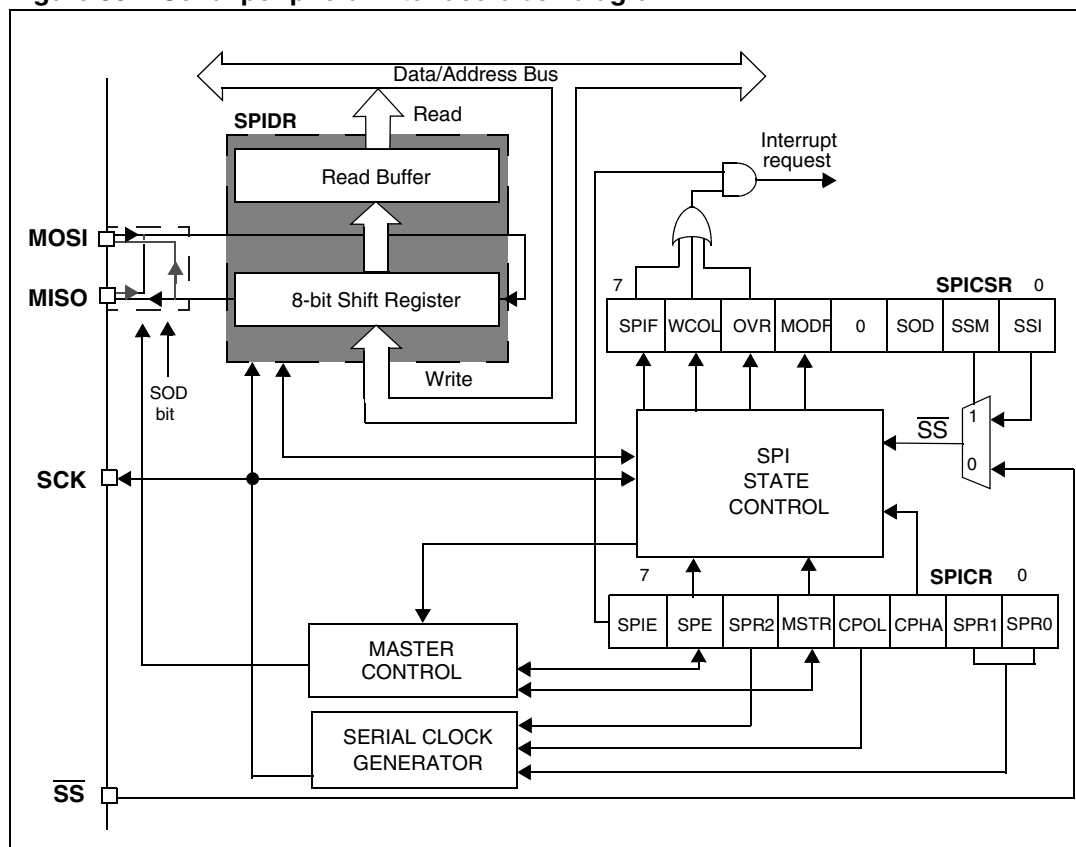 Data/Address Bus
SPIDR
Read
Read Buffer
Interrupt
request
MOSI
MISO
8-bit Shift Register
7
SPICSR
0
SPIF
WCOL
OVR
MODF
0
SOD
SSM
SSI
Write
SOD
bit
1
SS
0
SCK
SPI
STATE
CONTROL
7
SPICR
0
SPIE
SPE
SPR2
MSTR
CPOL
CPHA
SPR1
SPR0
MASTER
CONTROL
SERIAL CLOCK
GENERATOR
SS